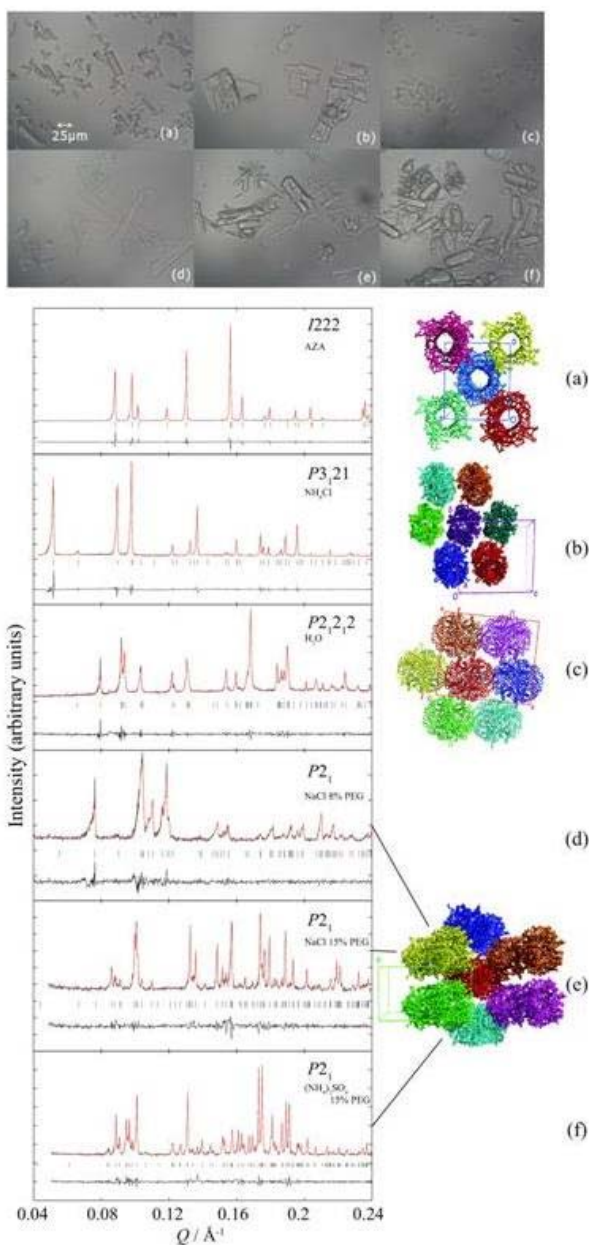 25µm
(a)
(b)
(c)
(d)
(e)
(f)
Intensity (arbitrary units)
I222
AZA
(a)
P3₁21
NH₄Cl
(b)
P2₁2₁2
H₂O
(c)
P2₁
NaCl 8% PEG
(d)
P2₁
NaCl 15% PEG
(e)
P2₁
(NH₄)₂SO₄
15% PEG
(f)
0.04 0.08 0.12 0.16 0.2 0.24
Q / Å⁻¹